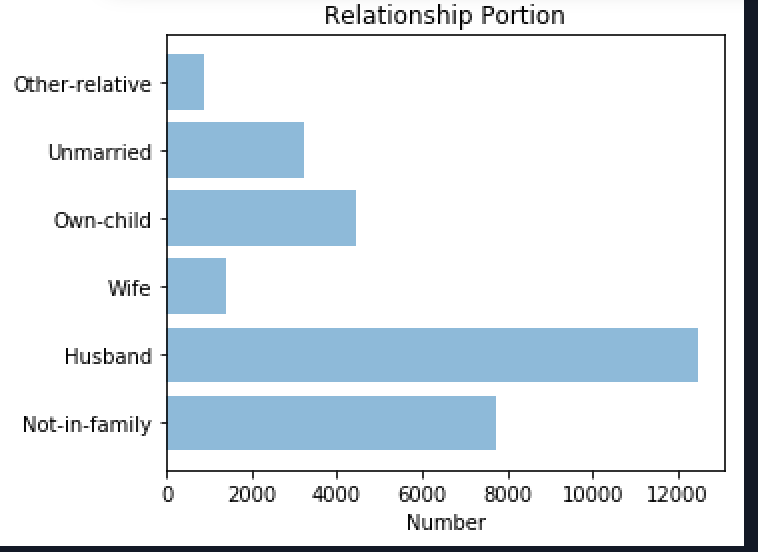 Relationship Portion
Other-relative
Unmarried
Own-child
Wife
Husband
Not-in-family
0 2000 4000 6000 8000 10000 12000
Number